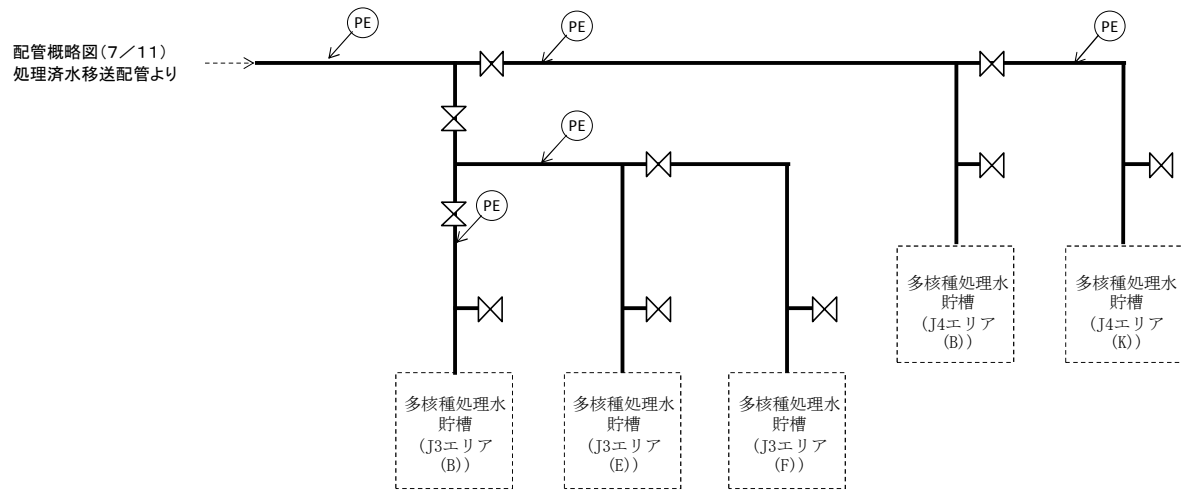 PE
PE
PE
配管概略図(7／11)
処理済水移送配管より
PE
PE
多核種処理水
貯槽
(J4エリア
(B))
多核種処理水
貯槽
(J4エリア
(K))
多核種処理水
貯槽
(J3エリア
(B))
多核種処理水
貯槽
(J3エリア
(E))
多核種処理水
貯槽
(J3エリア
(F))